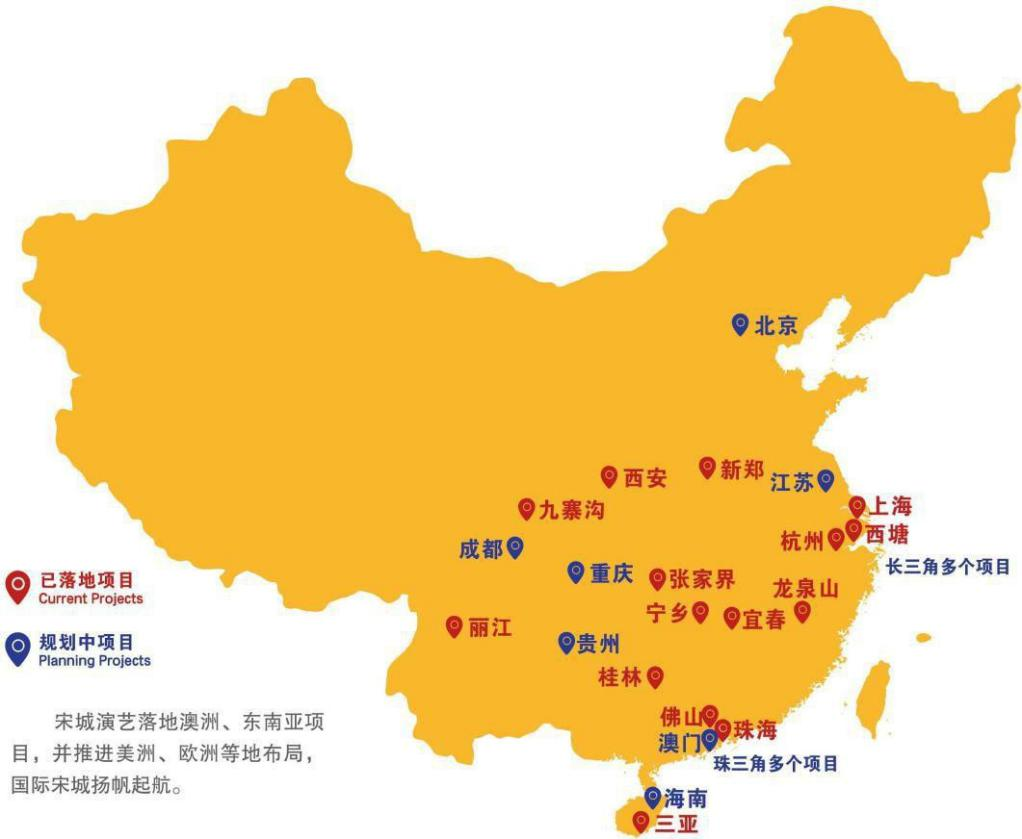 北京
西安
新郑
江苏
九寨沟
上海
西塘
杭州
成都
长三角多个项目
重庆
张家界
龙泉山
宁乡
宜春
丽江
贵州
桂林
佛山
珠海
澳门
珠三角多个项目
海南
三亚
已落地项目
Current Projects
规划中项目
Planning Projects
宋城演艺落地澳洲、东南亚项
目，并推进美洲、欧洲等地布局，
国际宋城扬帆起航。